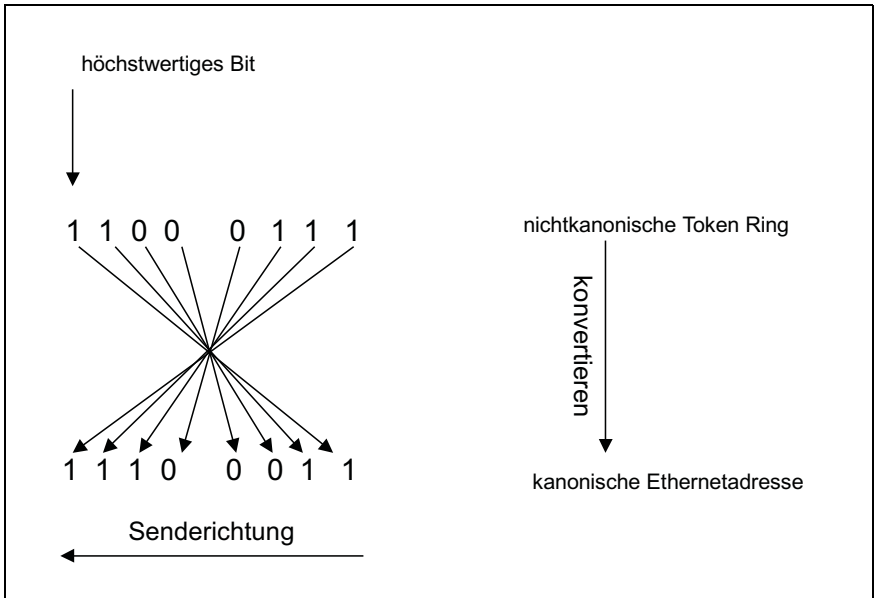 höchstwertiges Bit
1 1 0 0 0 1 1 1
nichtkanonische Token Ring
konvertieren
1 1 1 0 0 0 1 1
kanonische Ethernetadresse
Senderichtung